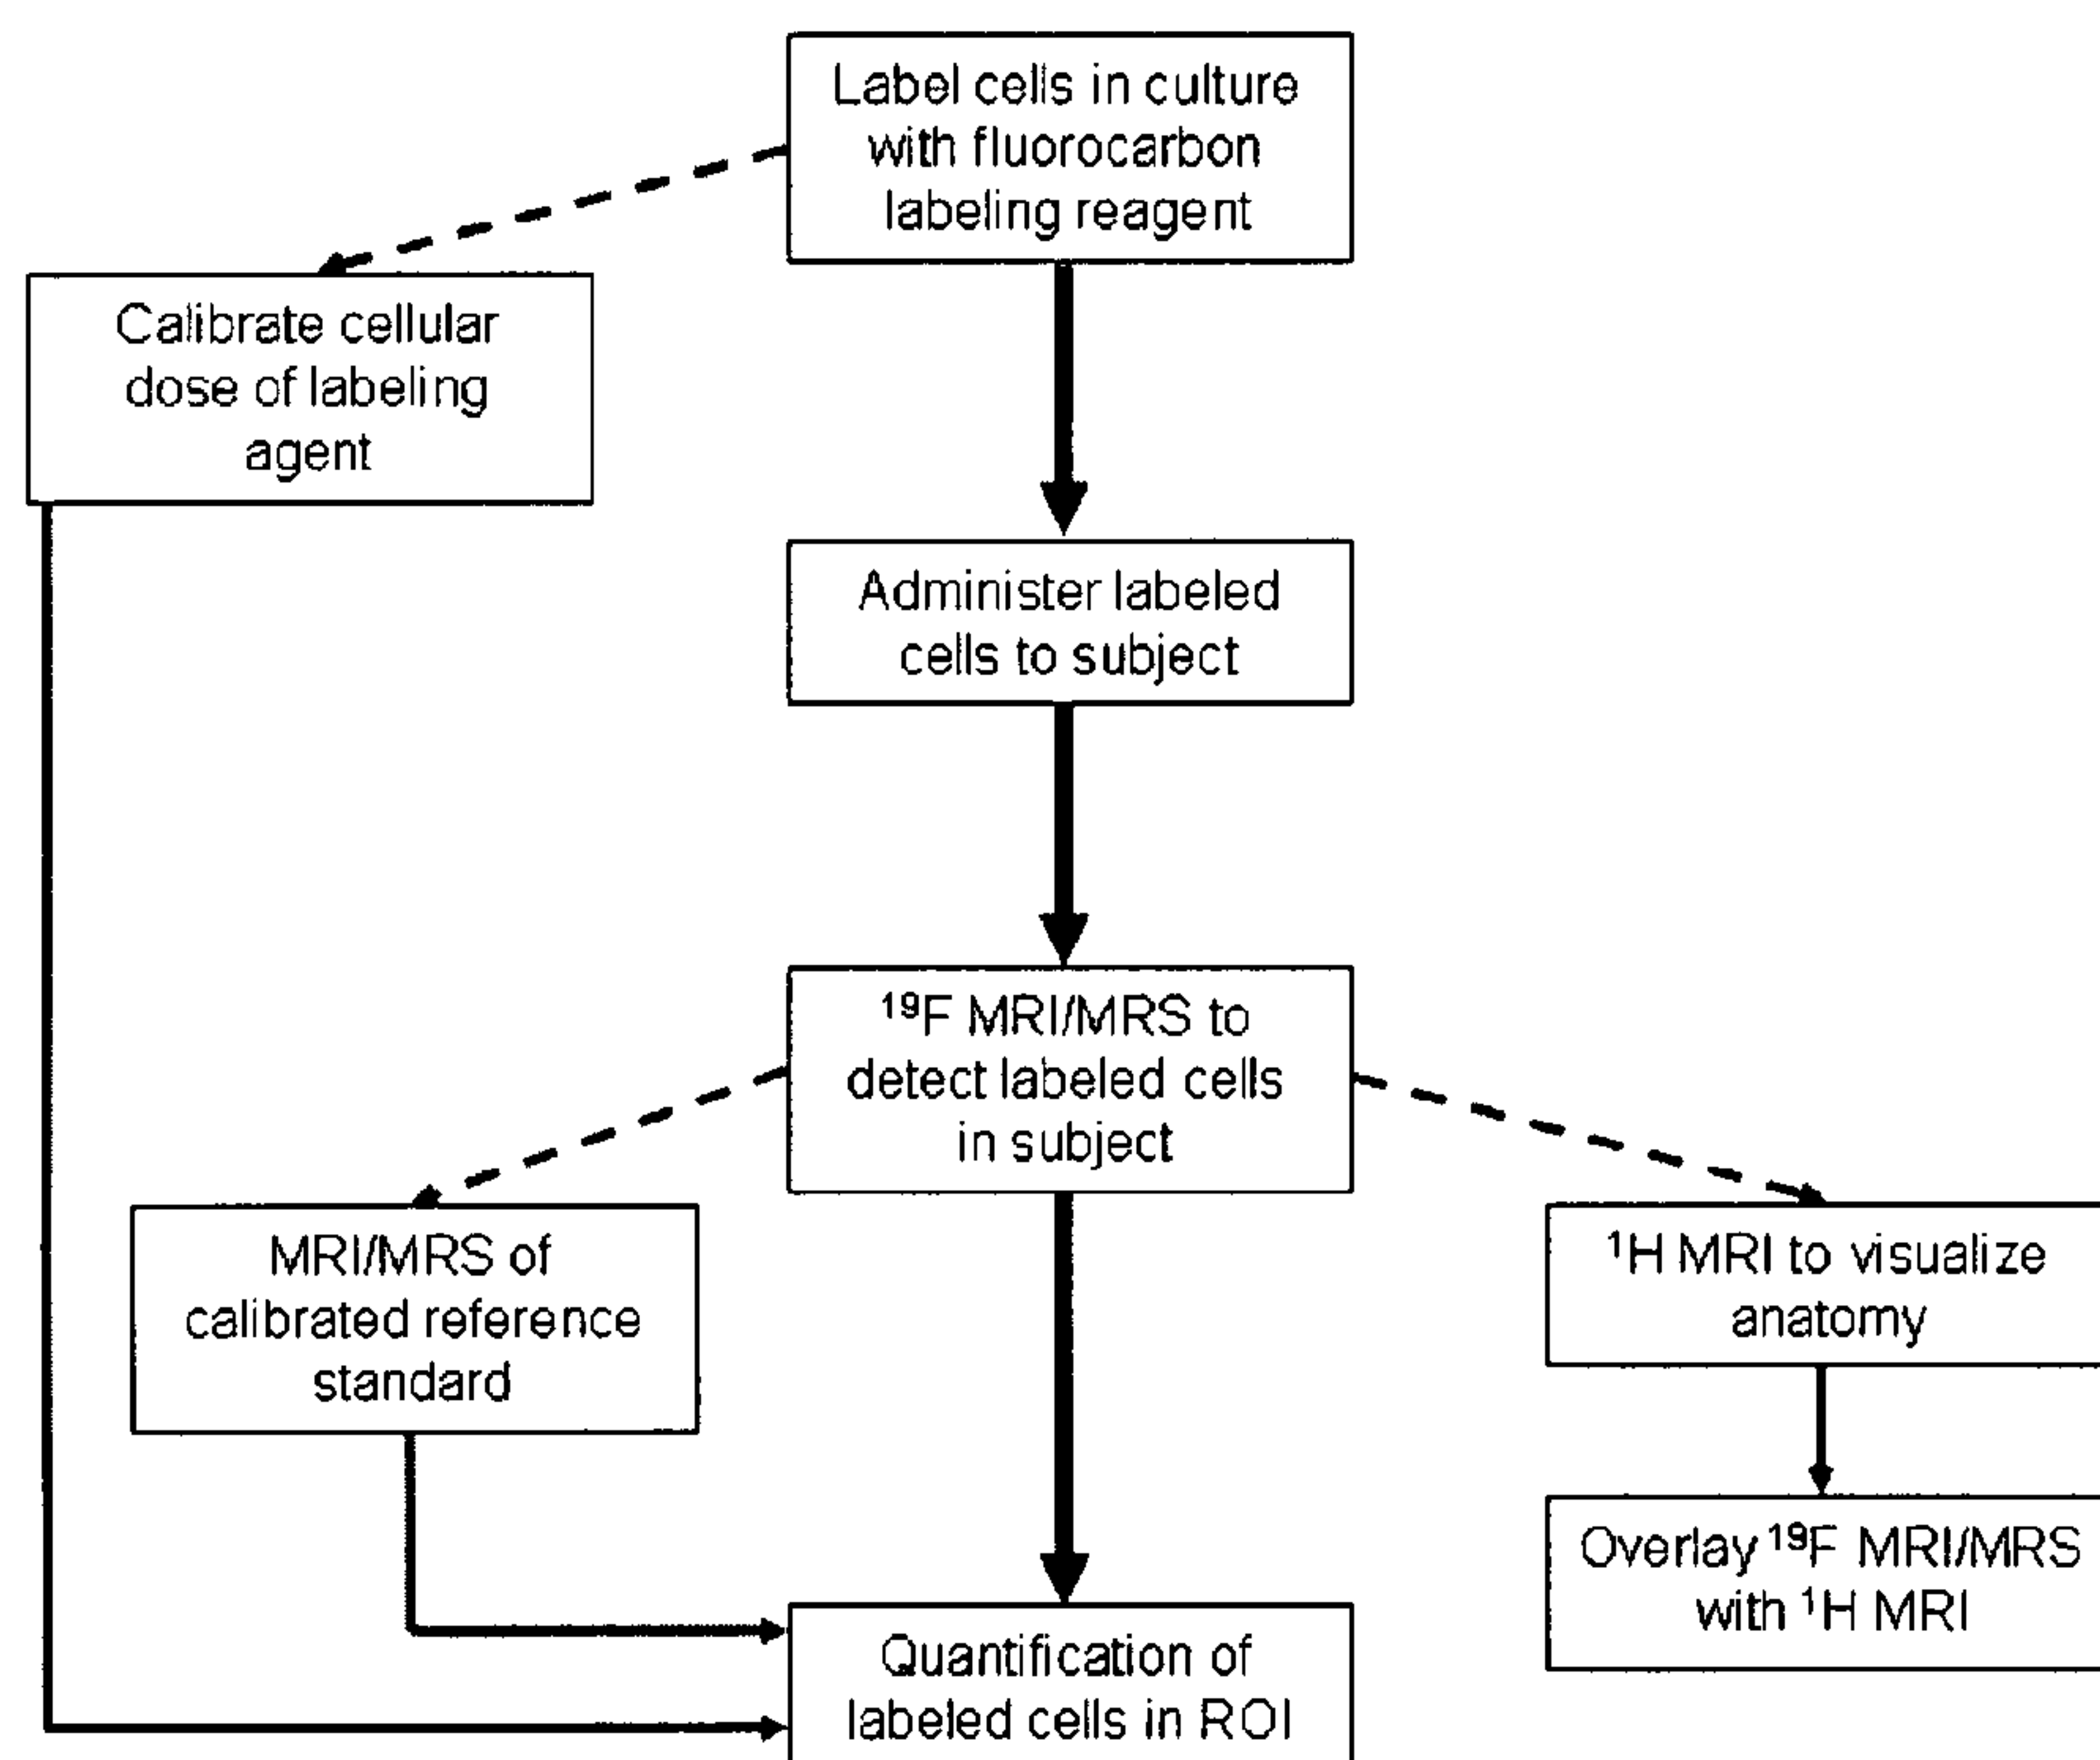 Label cells in culture
with fluorocarbon
labeling reagent
Calibrate cellular
dose of labeling
agent
Administer labeled
cells to subject
¹⁹F MRI/MRS to
detect labeled cells
in subject
MRI/MRS of
calibrated reference
standard
¹H MRI to visualize
anatomy
Overlay ¹⁹F MRI/MRS
with ¹H MRI
Quantification of
labeled cells in ROI